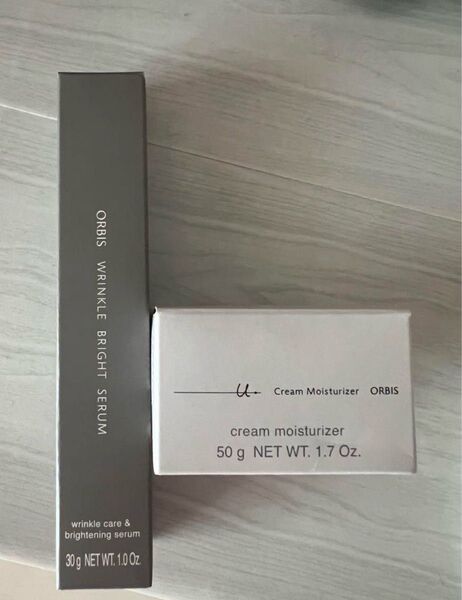 ORBIS WRINKLE BRIGHT SERUM
wrinkle care &
brightening serum
30 g NET WT. 1.0 Oz.
u. Cream Moisturizer ORBIS
cream moisturizer
50 g NET WT. 1.7 Oz.